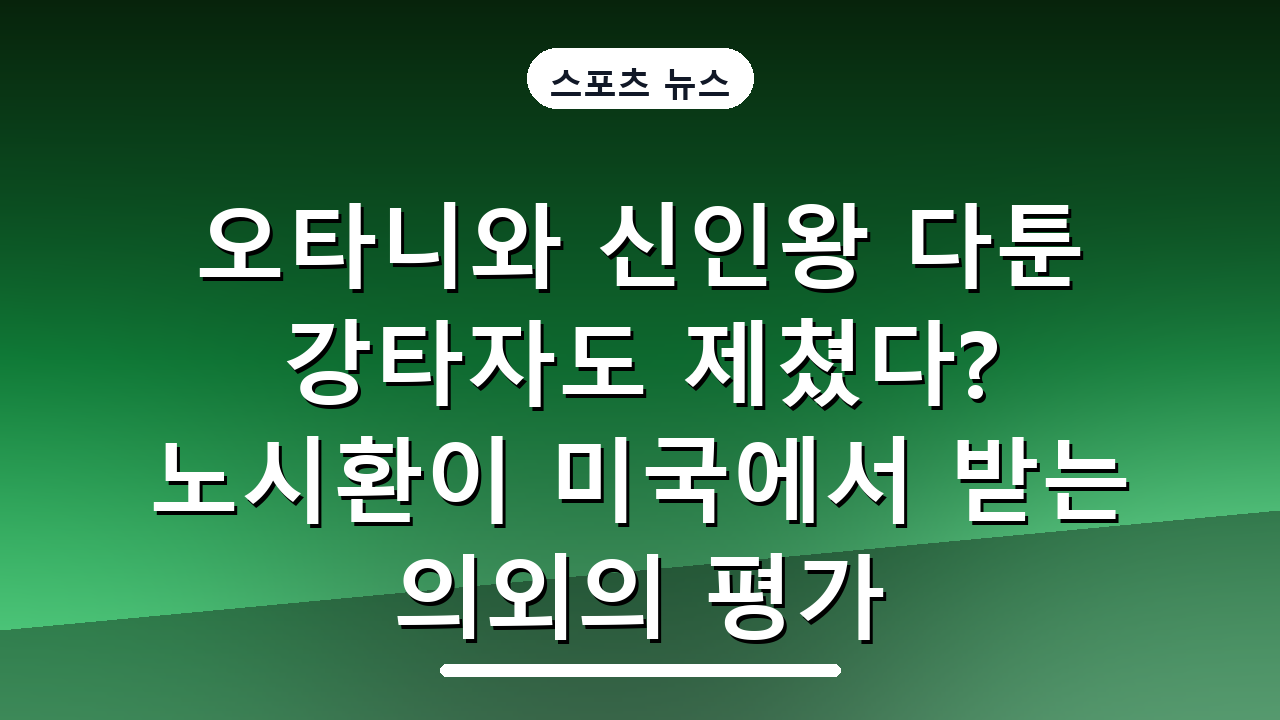 스포츠 뉴스
오타니와 신인왕 다툰
강타자도 제쳤다?
노시환이 미국에서 받는
의외의 평가